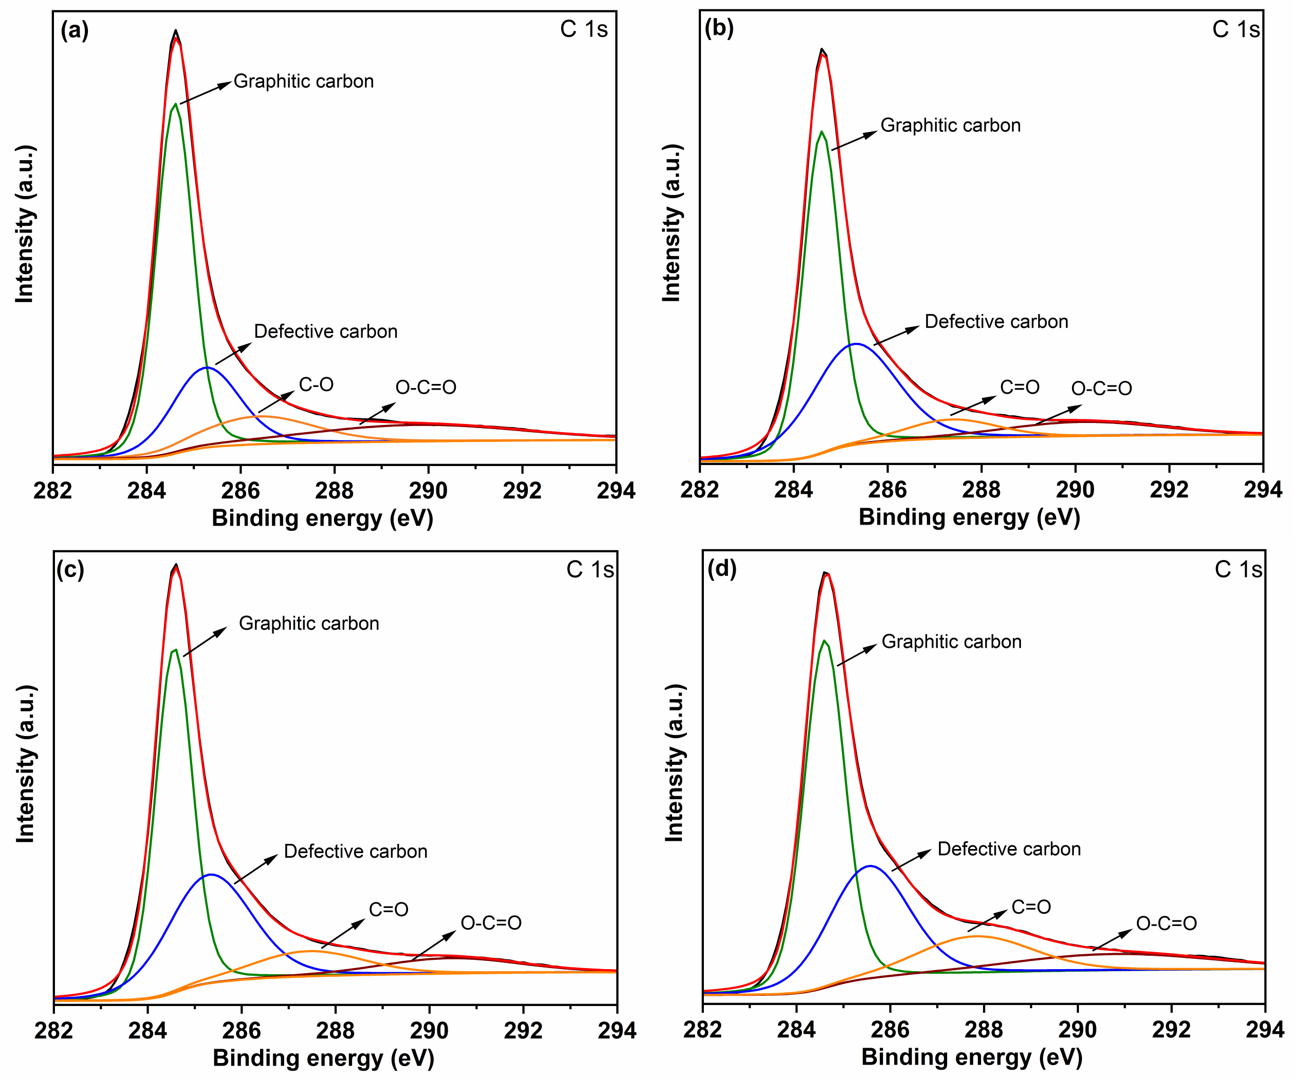 (a)
C 1s
Graphitic carbon
Defective carbon
C-O
O-C=O
Intensity (a.u.)
282 284 286 288 290 292 294
Binding energy (eV)
(b)
C 1s
Graphitic carbon
Defective carbon
C=O
O-C=O
Intensity (a.u.)
282 284 286 288 290 292 294
Binding energy (eV)
(c)
C 1s
Graphitic carbon
Defective carbon
C=O
O-C=O
Intensity (a.u.)
282 284 286 288 290 292 294
Binding energy (eV)
(d)
C 1s
Graphitic carbon
Defective carbon
C=O
O-C=O
Intensity (a.u.)
282 284 286 288 290 292 294
Binding energy (eV)